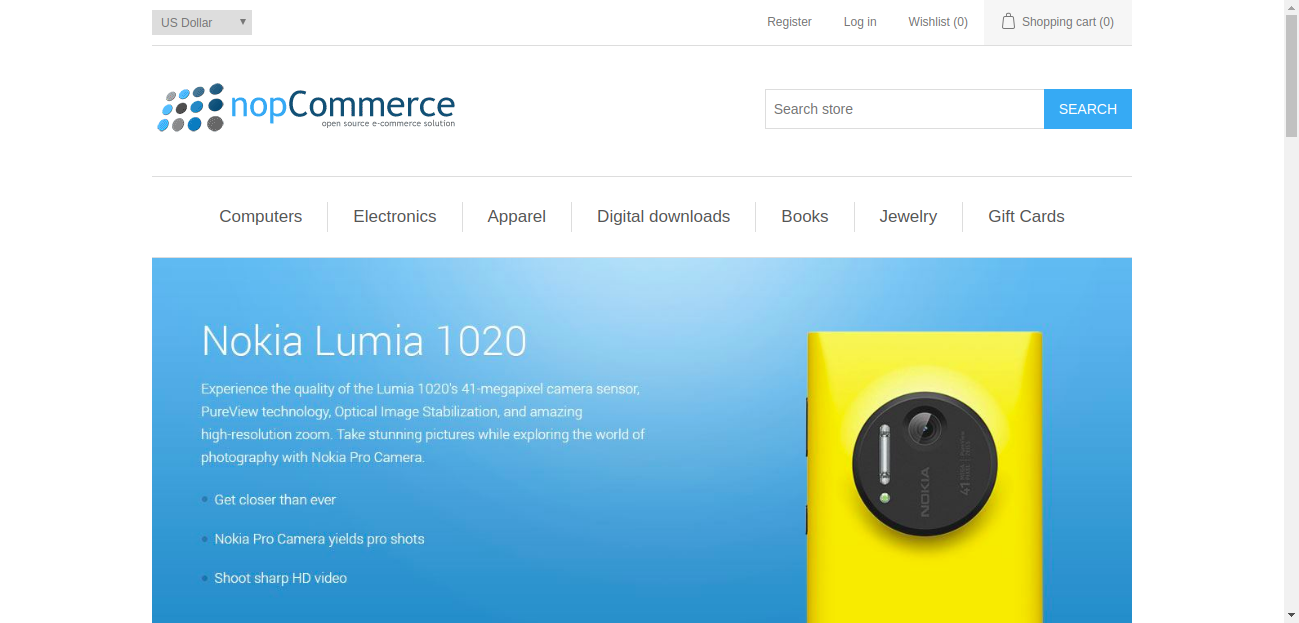 US Dollar
Register
Log in
Wishlist (0)
Shopping cart (0)
nopCommerce
open source e-commerce solution
Search store
SEARCH
Computers
Electronics
Apparel
Digital downloads
Books
Jewelry
Gift Cards
Nokia Lumia 1020
Experience the quality of the Lumia 1020's 41-megapixel camera sensor,
PureView technology, Optical Image Stabilization, and amazing
high-resolution zoom. Take stunning pictures while exploring the world of
photography with Nokia Pro Camera.
Get closer than ever
Nokia Pro Camera yields pro shots
Shoot sharp HD video
NOKIA
41